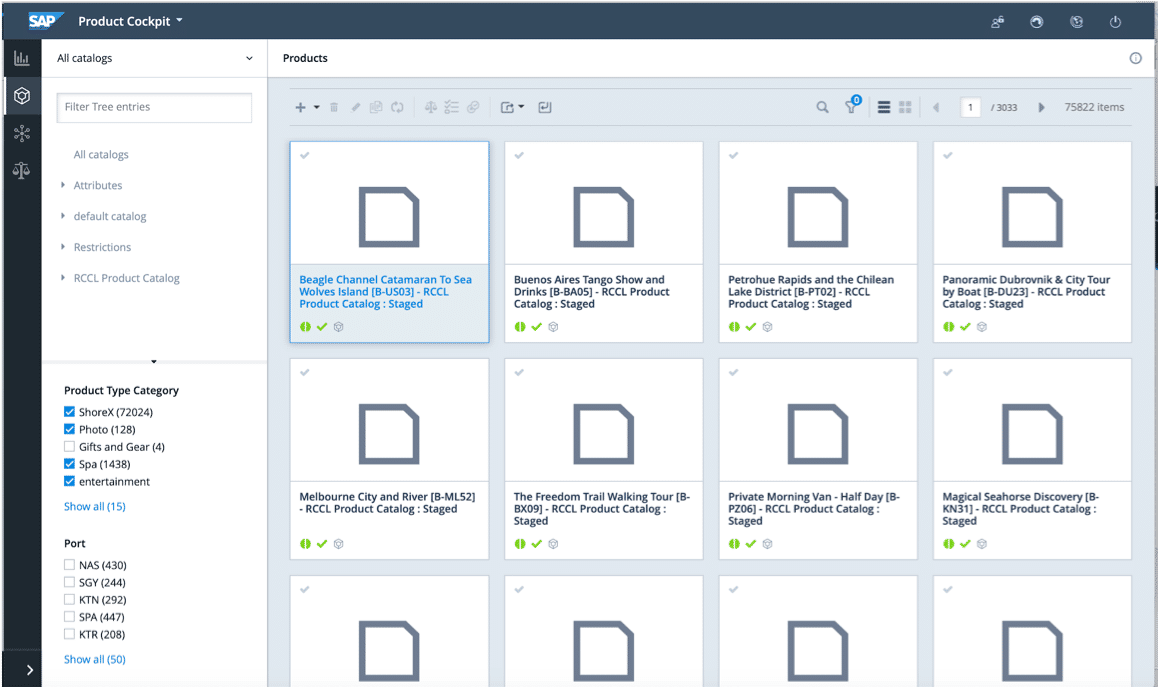 SAP Product Cockpit
All catalogs
Products
Filter Tree entries
0
1 / 3033
75822 items
All catalogs
Attributes
default catalog
Restrictions
RCCL Product Catalog
Product Type Category
ShoreX (72024)
Photo (128)
Gifts and Gear (4)
Spa (1438)
entertainment
Show all (15)
Port
NAS (430)
SGY (244)
KTN (292)
SPA (447)
KTR (208)
Show all (50)
Beagle Channel Catamaran To Sea
Wolves Island [B-US03] - RCCL
Product Catalog : Staged
Buenos Aires Tango Show and
Drinks [B-BA05] - RCCL Product
Catalog : Staged
Petrohue Rapids and the Chilean
Lake District [B-PT02] - RCCL
Product Catalog : Staged
Panoramic Dubrovnik & City Tour
by Boat [B-DU23] - RCCL Product
Catalog : Staged
Melbourne City and River [B-ML52]
- RCCL Product Catalog : Staged
The Freedom Trail Walking Tour [B-
BX09] - RCCL Product Catalog :
Staged
Private Morning Van - Half Day [B-
PZ06] - RCCL Product Catalog :
Staged
Magical Seahorse Discovery [B-
KN31] - RCCL Product Catalog :
Staged